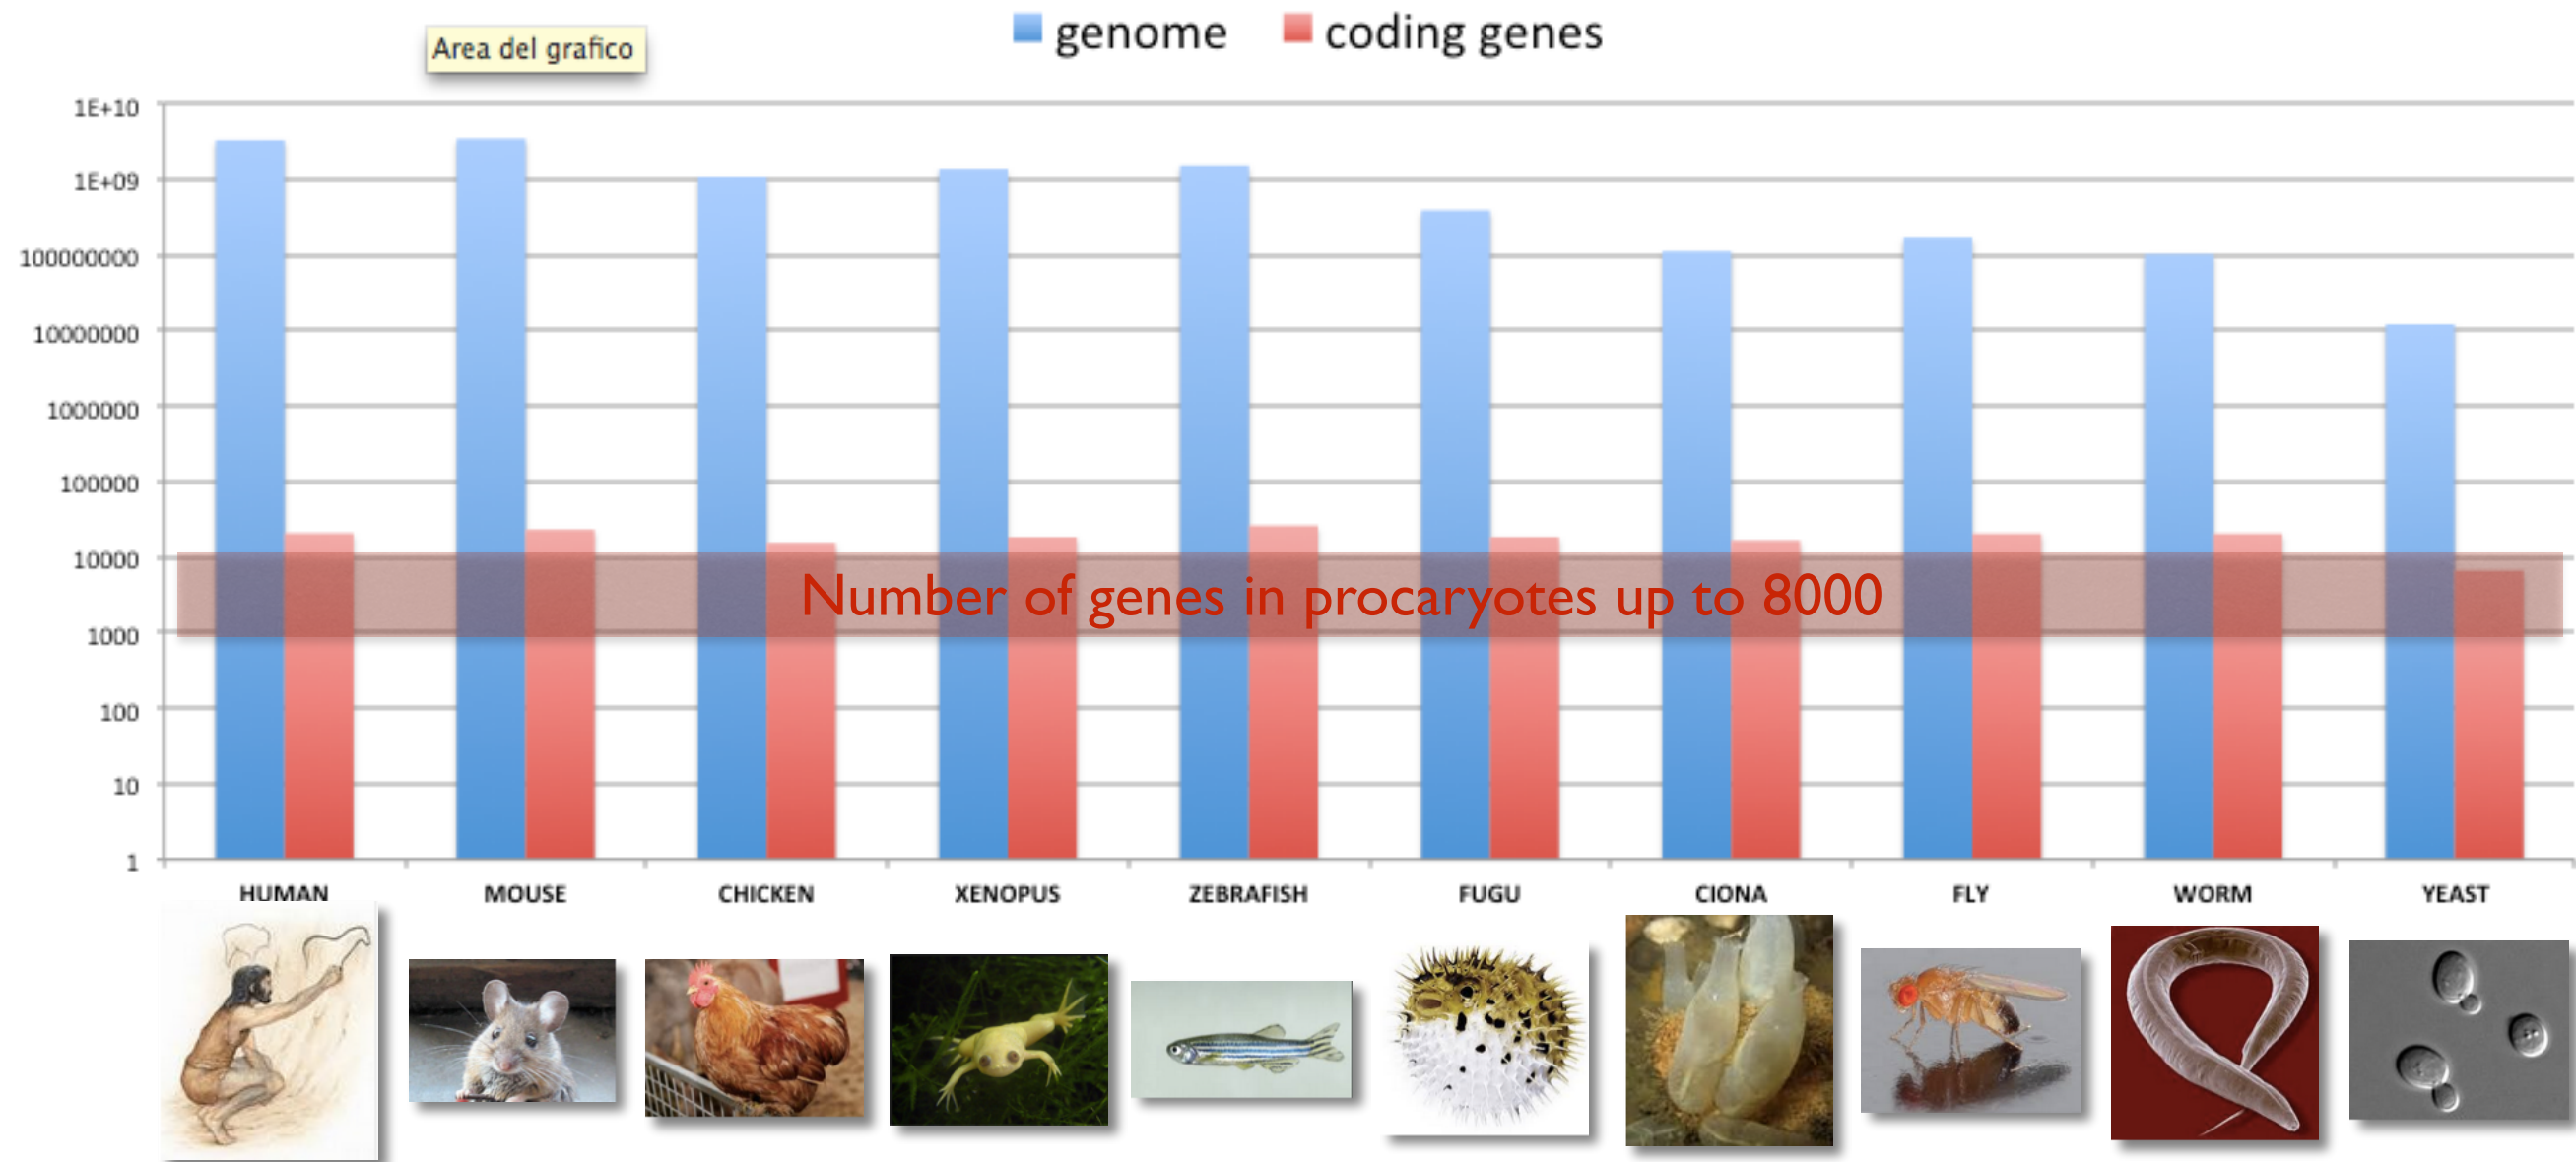 Area del grafico
genome coding genes
1E+10
1E+09
100000000
10000000
1000000
100000
10000
1000
100
10
1
Number of genes in procaryotes up to 8000
HUMAN MOUSE CHICKEN XENOPUS ZEBRAFISH FUGU CIONA FLY WORM YEAST